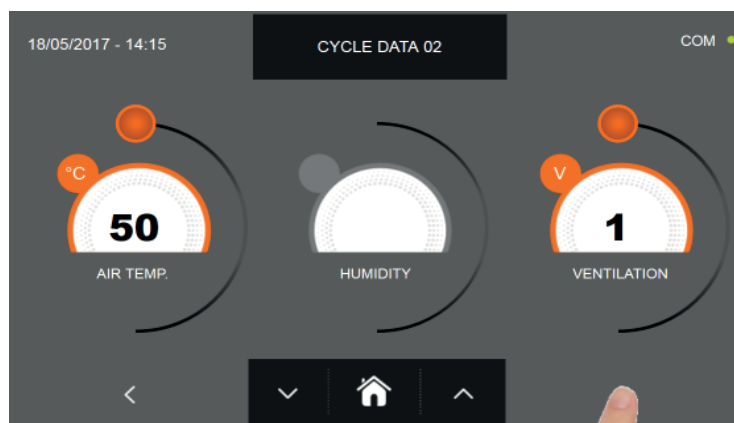 18/05/2017 - 14:15
CYCLE DATA 02
COM
°C
50
AIR TEMP.
HUMIDITY
V
1
VENTILATION